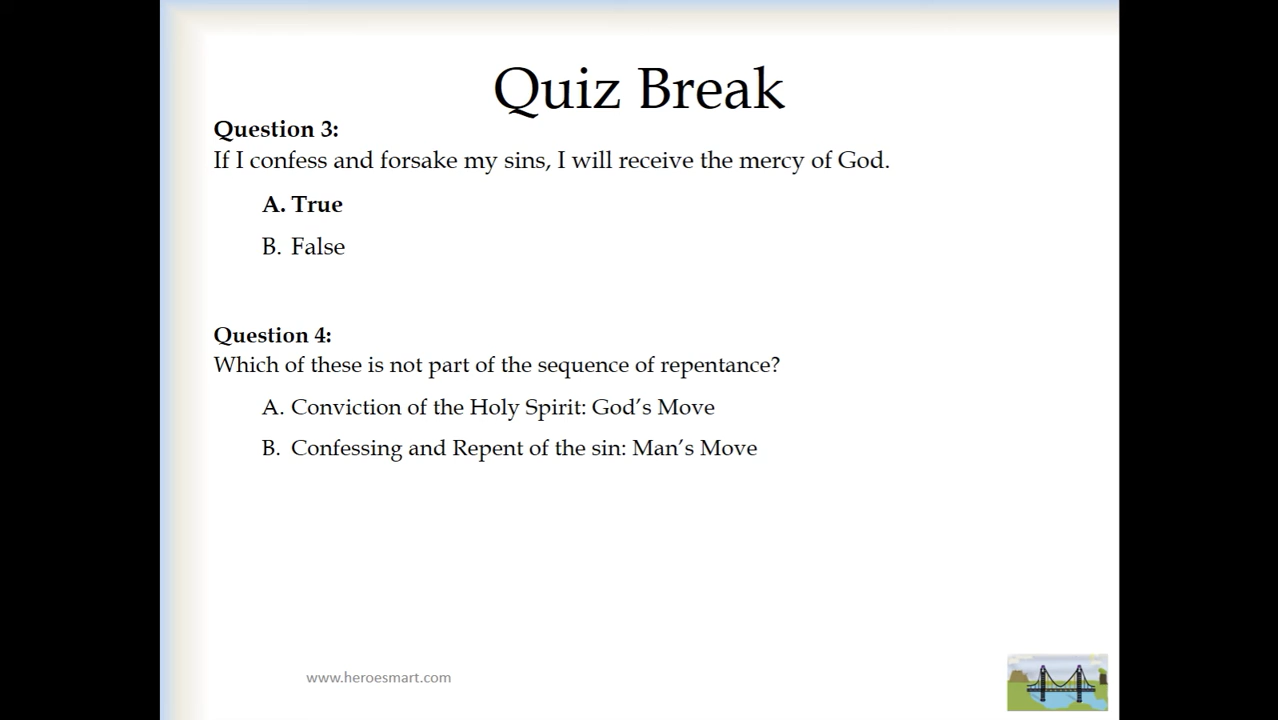 Quiz Break
Question 3:
If I confess and forsake my sins, I will receive the mercy of God.
A. True
B. False
Question 4:
Which of these is not part of the sequence of repentance?
A. Conviction of the Holy Spirit: God’s Move
B. Confessing and Repent of the sin: Man’s Move
www.heroesmart.com